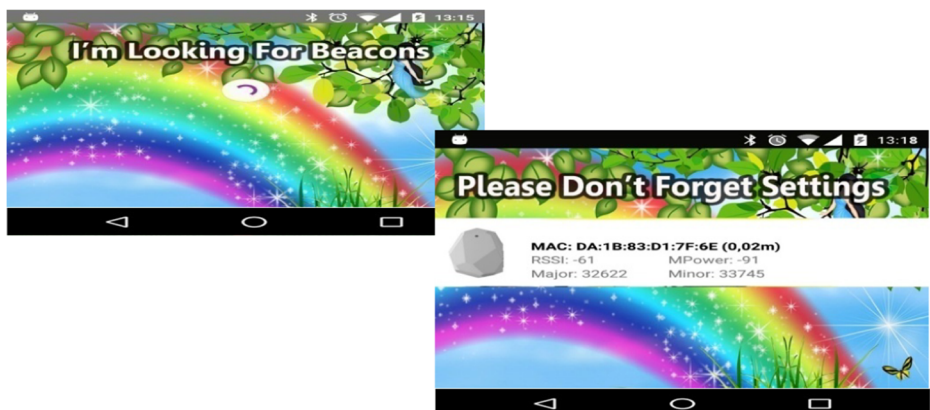 13:15
I'm Looking For Beacons
13:18
Please Don't Forget Settings
MAC: DA:1B:83:D1:7F:6E (0,02m)
RSSI: -61 MPower: -91
Major: 32622 Minor: 33745